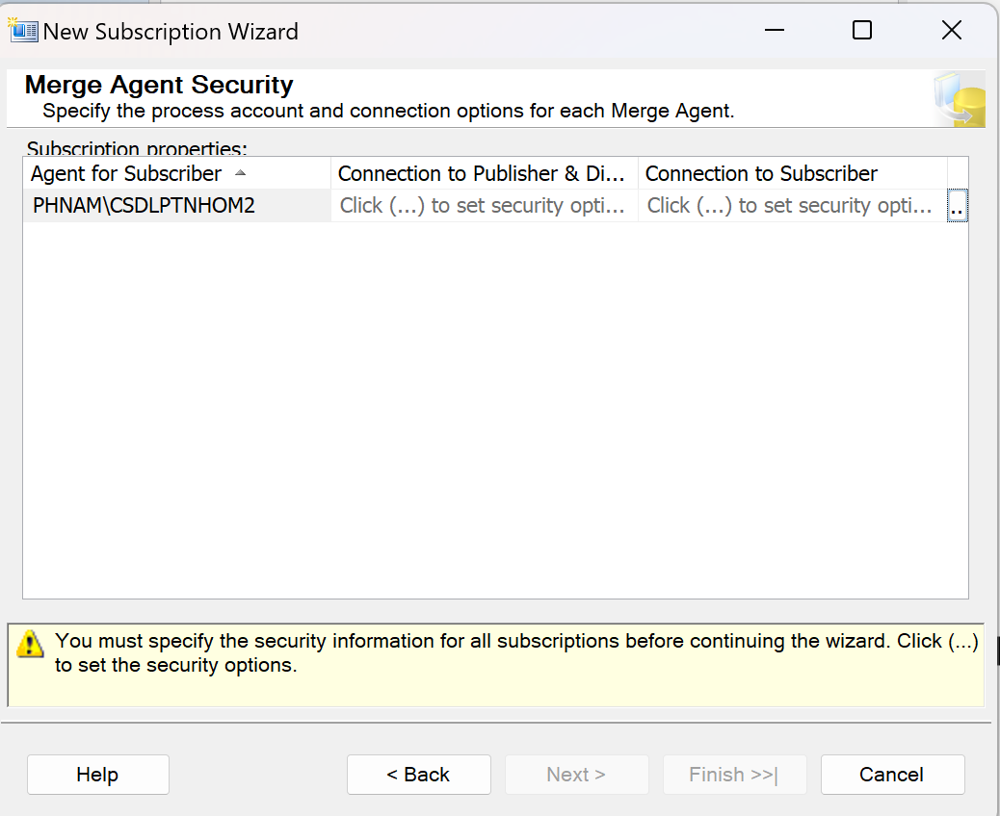 New Subscription Wizard
Merge Agent Security
Specify the process account and connection options for each Merge Agent.
Subscription properties:
Agent for Subscriber Connection to Publisher & Di... Connection to Subscriber
PHNAM\CSDLPTNHOM2 Click (...) to set security opti... Click (...) to set security opti... ..
You must specify the security information for all subscriptions before continuing the wizard. Click (...)
to set the security options.
Help < Back Next > Finish >>| Cancel